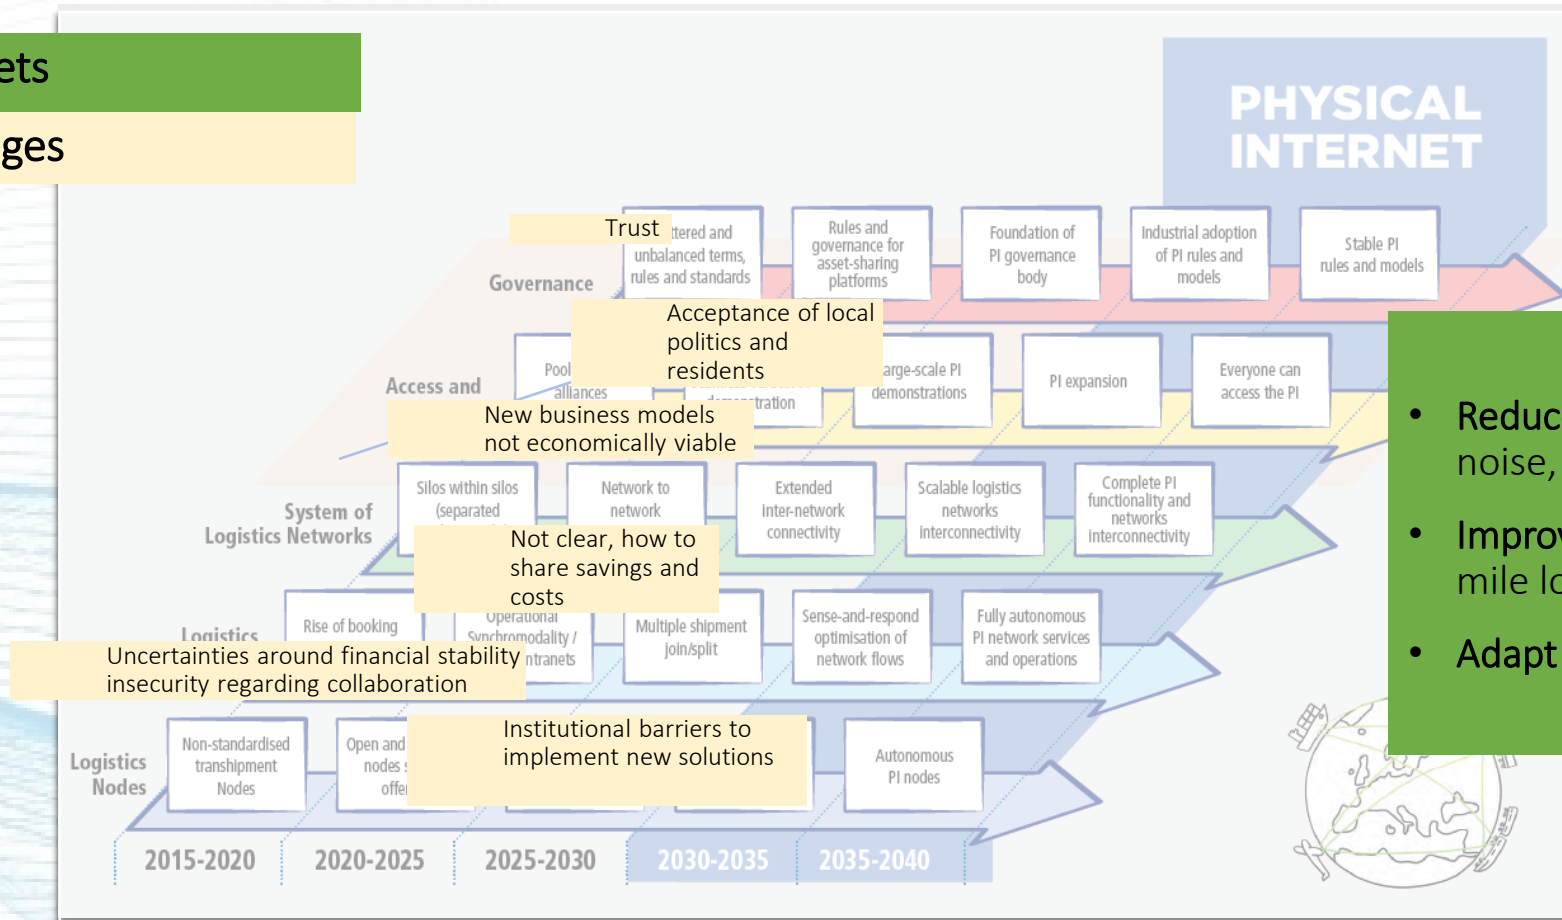 ets
ges
PHYSICAL
INTERNET
Trust
tered and
unbalanced terms,
rules and standards
Rules and
governance for
asset-sharing
platforms
Foundation of
PI governance
body
Industrial adoption
of PI rules and
models
Stable PI
rules and models
Governance
Acceptance of local
politics and
residents
Access and
Pool
alliances
arge-scale PI
demonstrations
PI expansion
Everyone can
access the PI
New business models
not economically viable
System of
Logistics Networks
Silos within silos
(separated
Network to
network
Extended
inter-network
connectivity
Scalable logistics
networks
interconnectivity
Complete PI
functionality and
networks
interconnectivity
Not clear, how to
share savings and
costs
Logistics
Rise of booking
Operational
Synchromodality /
ntranets
Multiple shipment
join/split
Sense-and-respond
optimisation of
network flows
Fully autonomous
PI network services
and operations
Uncertainties around financial stability
insecurity regarding collaboration
Logistics
Nodes
Non-standardised
transhipment
Nodes
Open and
nodes s
offe
Institutional barriers to
implement new solutions
Autonomous
PI nodes
2015-2020
2020-2025
2025-2030
2030-2035
2035-2040
• Reduc
noise,
• Improv
mile lo
• Adapt